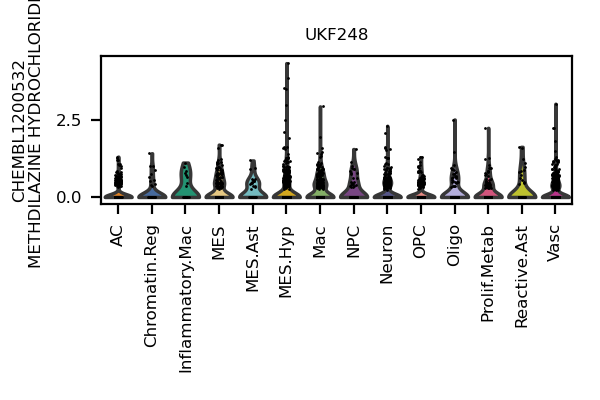 UKF248
CHEMBL1200532
METHDILAZINE HYDROCHLORIDE
2.5
0.0
AC
Chromatin.Reg
Inflammatory.Mac
MES
MES.Ast
MES.Hyp
Mac
NPC
Neuron
OPC
Oligo
Prolif.Metab
Reactive.Ast
Vasc